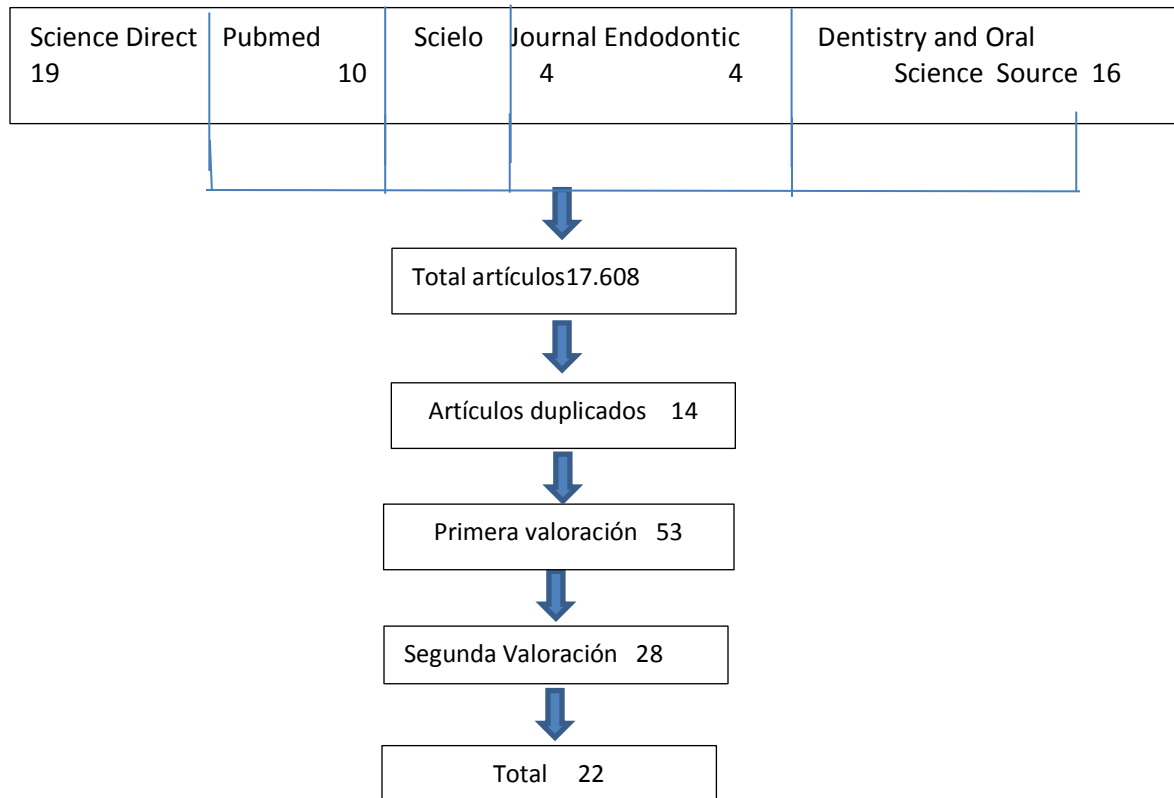 Science Direct Pubmed Scielo Journal Endodontic Dentistry and Oral
19 10 4 4 Science Source 16
Total artículos17.608
Artículos duplicados 14
Primera valoración 53
Segunda Valoración 28
Total 22